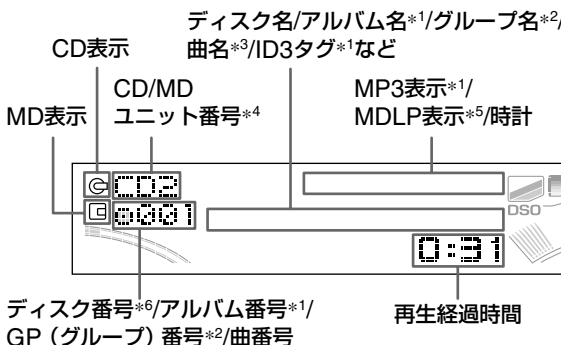 ディスク名/アルバム名*1/グループ名*2/
曲名*3/ID3タグ*1など
CD表示
CD/MD
ユニット番号*4
MP3表示*1/
MDLP表示*5/時計
MD表示
CD2
0001
DSO
0:31
ディスク番号*6/アルバム番号*1/
GP（グループ）番号*2/曲番号
再生経過時間